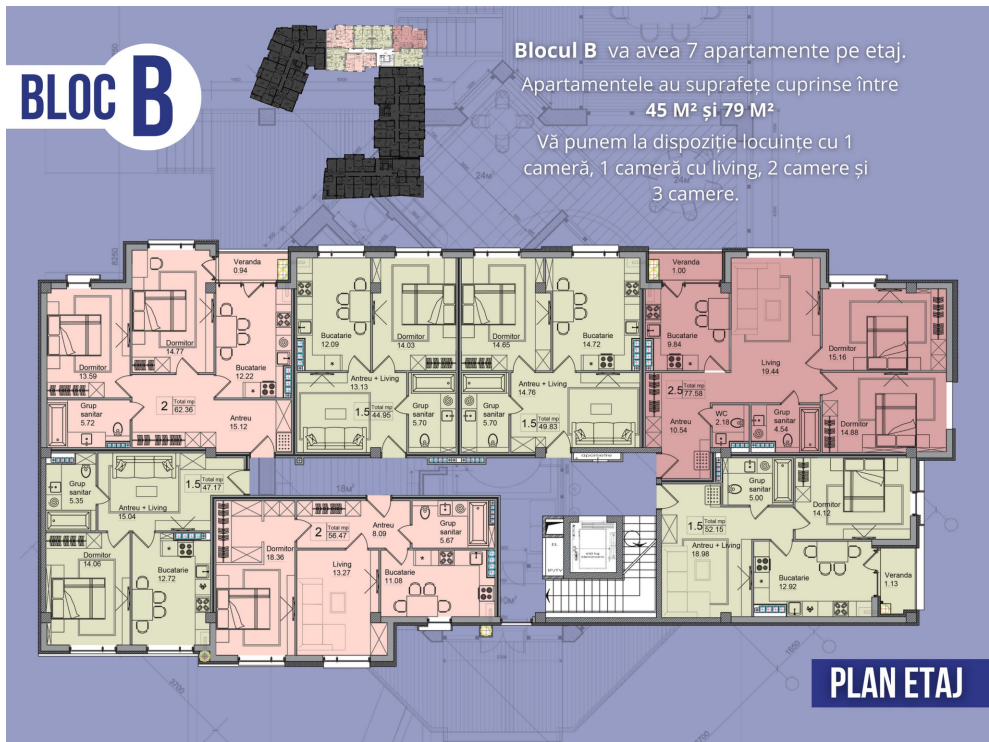 BLOC B
Blocul B va avea 7 apartamente pe etaj.
Apartamentele au suprafețe cuprinse între
45 M² și 79 M²
Vă punem la dispoziție locuințe cu 1
cameră, 1 cameră cu living, 2 camere și
3 camere.
24м²
24м²
8250
Veranda
0.94
Dormitor
14.77
Dormitor
13.59
Bucatarie
12.22
2
Total mp
62.36
Grup
sanitar
5.72
Antreu
15.12
Bucatarie
12.09
Dormitor
14.03
Antreu + Living
13.13
1.5
Total mp
44.95
Grup
sanitar
5.70
Dormitor
14.65
Bucatarie
14.72
Antreu + Living
14.76
Grup
sanitar
5.70
1.5
Total mp
49.83
Veranda
1.00
Bucatarie
9.84
Living
19.44
Dormitor
15.16
2.5
Total mp
77.58
WC
2.18
Grup
sanitar
4.54
Dormitor
14.88
Antreu
10.54
apometre
1.5
Total mp
47.17
Grup
sanitar
5.35
Antreu + Living
15.04
Dormitor
14.06
Bucatarie
12.72
18м²
2
Total mp
56.47
Dormitor
18.36
Living
13.27
Antreu
8.09
Grup
sanitar
5.67
Bucatarie
11.08
Grup
sanitar
5.00
Dormitor
14.12
1.5
Total mp
52.15
Antreu + Living
18.98
Bucatarie
12.92
Veranda
1.13
3700
1650
12700
PLAN ETAJ